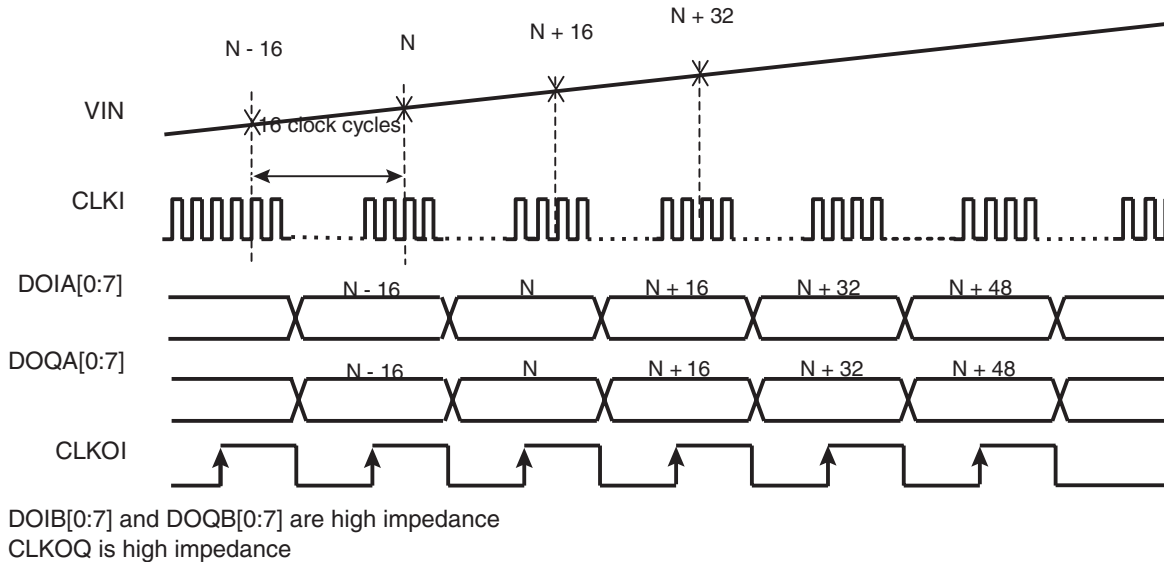 N - 16
N
N + 16
N + 32
VIN
16 clock cycles
CLKI
DOIA[0:7]
N - 16
N
N + 16
N + 32
N + 48
DOQA[0:7]
N - 16
N
N + 16
N + 32
N + 48
CLKOI
DOIB[0:7] and DOQB[0:7] are high impedance
CLKOQ is high impedance